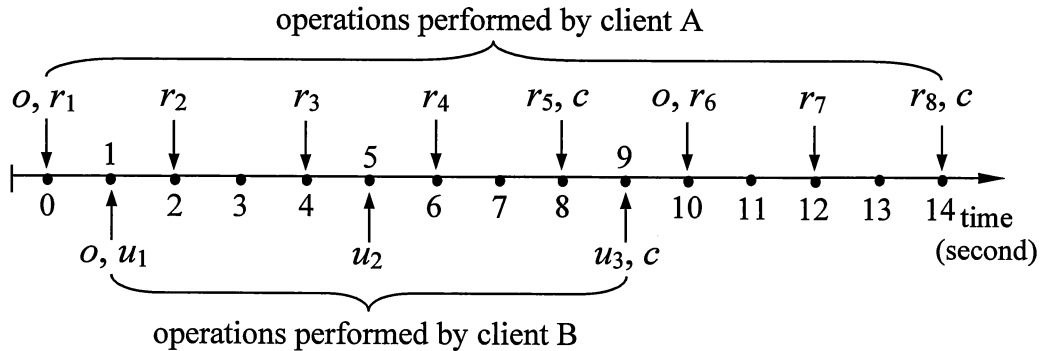 operations performed by client A
o, r1 r2 r3 r4 r5, c o, r6 r7 r8, c
1 5 9
0 2 3 4 6 7 8 10 11 12 13 14 time
(second)
o, u1 u2 u3, c
operations performed by client B